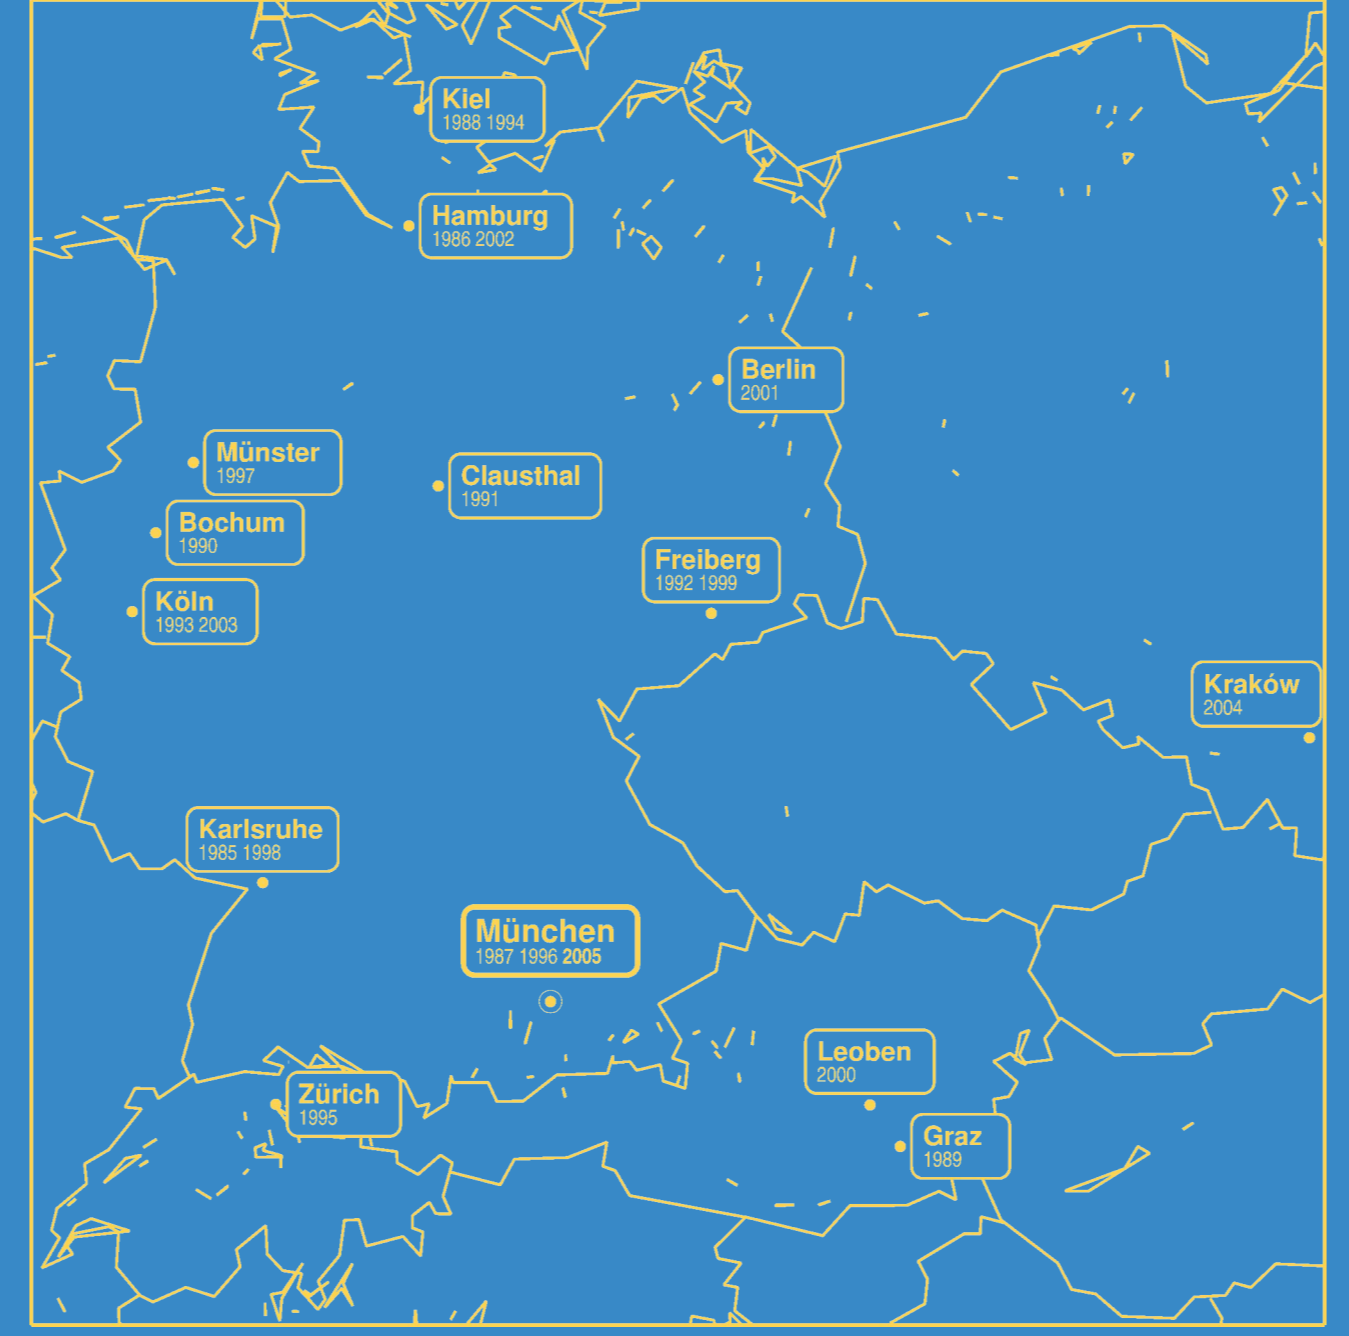 Kiel
1988 1994
Hamburg
1986 2002
Berlin
2001
Münster
1997
Clausthal
1991
Bochum
1990
Freiberg
1992 1999
Köln
1993 2003
Kraków
2004
Karlsruhe
1985 1998
München
1987 1996 2005
Leoben
2000
Zürich
1995
Graz
1989